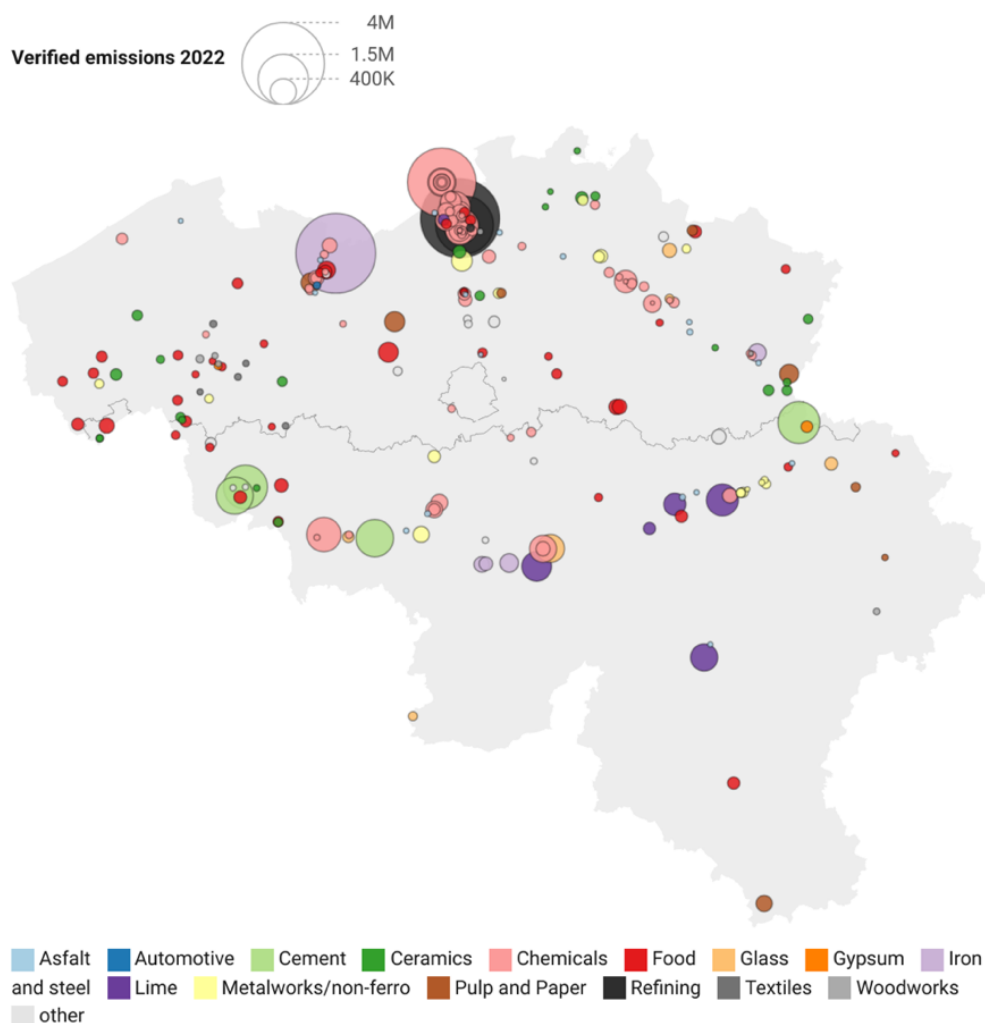 4M
Verified emissions 2022
1.5M
400K
Asfalt Automotive Cement Ceramics Chemicals Food Glass Gypsum Iron
and steel Lime Metalworks/non-ferro Pulp and Paper Refining Textiles Woodworks
other